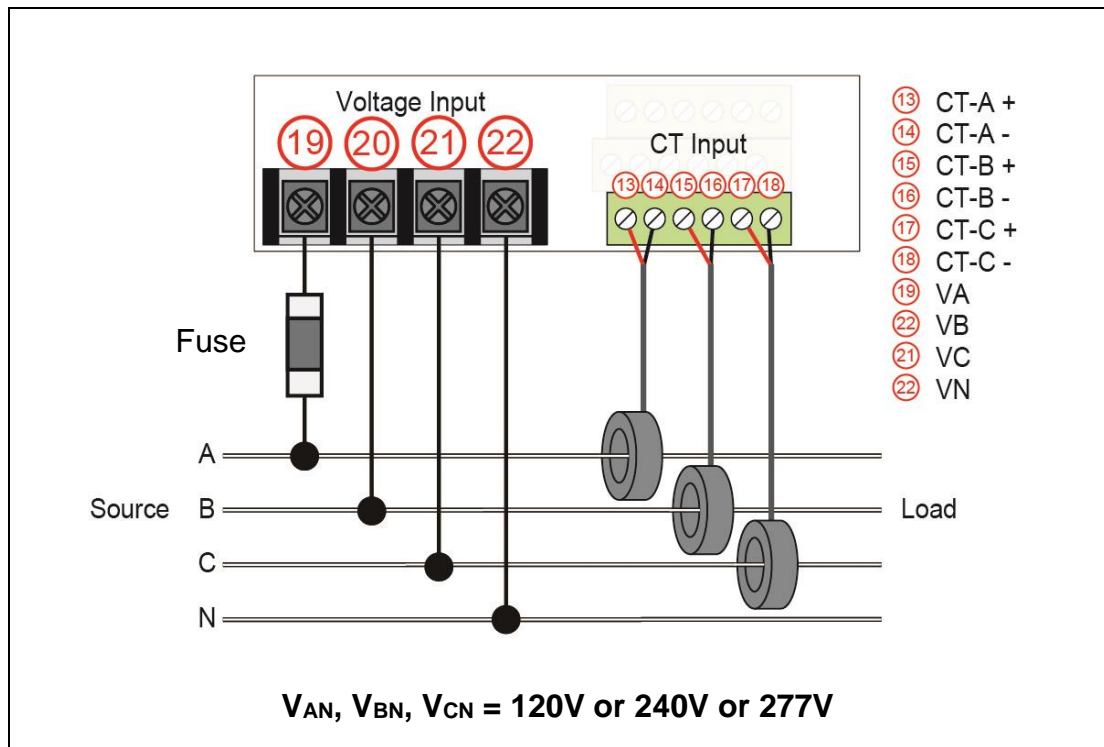 Voltage Input
19 20 21 22
CT Input
13 14 15 16 17 18
13 CT-A +
14 CT-A -
15 CT-B +
16 CT-B -
17 CT-C +
18 CT-C -
19 VA
22 VB
21 VC
22 VN
Fuse
A
Source B Load
C
N
VAN, VBN, VCN = 120V or 240V or 277V